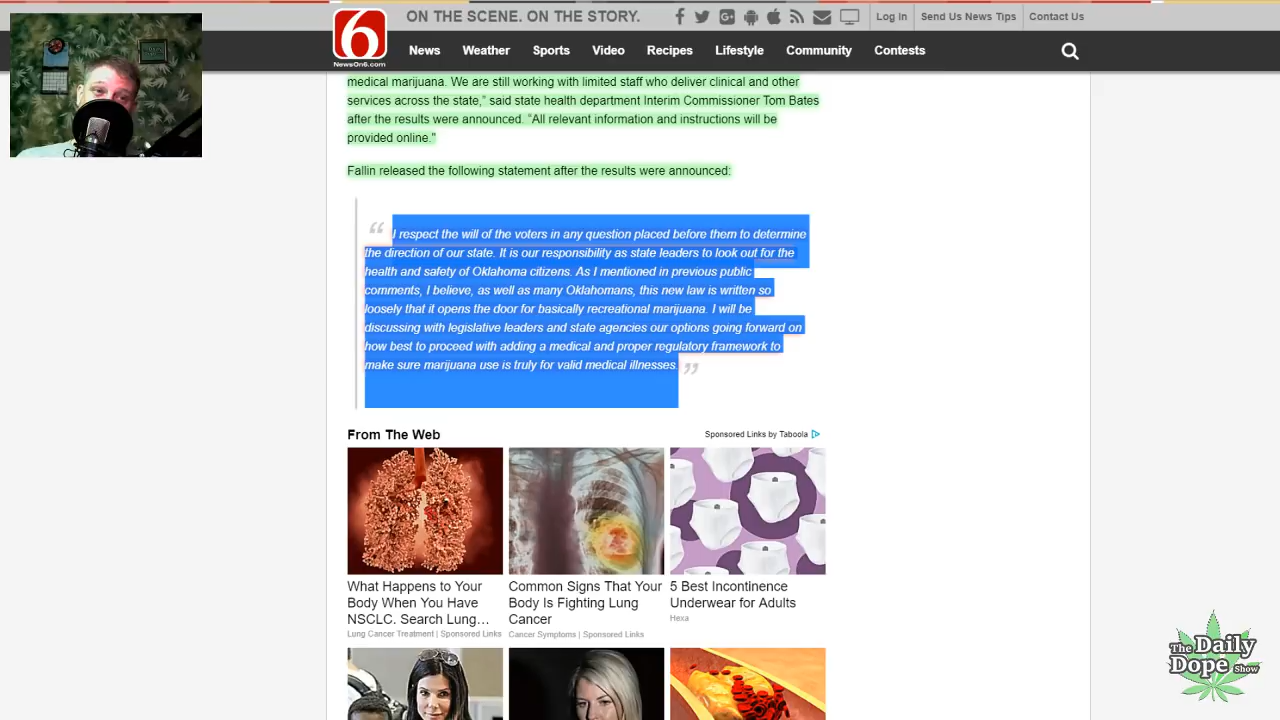 ON THE SCENE. ON THE STORY.
Log In
Send Us News Tips
Contact Us
6
NewsOn6.com
News
Weather
Sports
Video
Recipes
Lifestyle
Community
Contests
medical marijuana. We are still working with limited staff who deliver clinical and other
services across the state,” said state health department Interim Commissioner Tom Bates
after the results were announced. “All relevant information and instructions will be
provided online."
Fallin released the following statement after the results were announced:
“ I respect the will of the voters in any question placed before them to determine
the direction of our state. It is our responsibility as state leaders to look out for the
health and safety of Oklahoma citizens. As I mentioned in previous public
comments, I believe, as well as many Oklahomans, this new law is written so
loosely that it opens the door for basically recreational marijuana. I will be
discussing with legislative leaders and state agencies our options going forward on
how best to proceed with adding a medical and proper regulatory framework to
make sure marijuana use is truly for valid medical illnesses. ”
From The Web
Sponsored Links by Taboola
What Happens to Your
Body When You Have
NSCLC. Search Lung…
Lung Cancer Treatment | Sponsored Links
Common Signs That Your
Body Is Fighting Lung
Cancer
Cancer Symptoms | Sponsored Links
5 Best Incontinence
Underwear for Adults
Hexa
The Daily
Dope Show